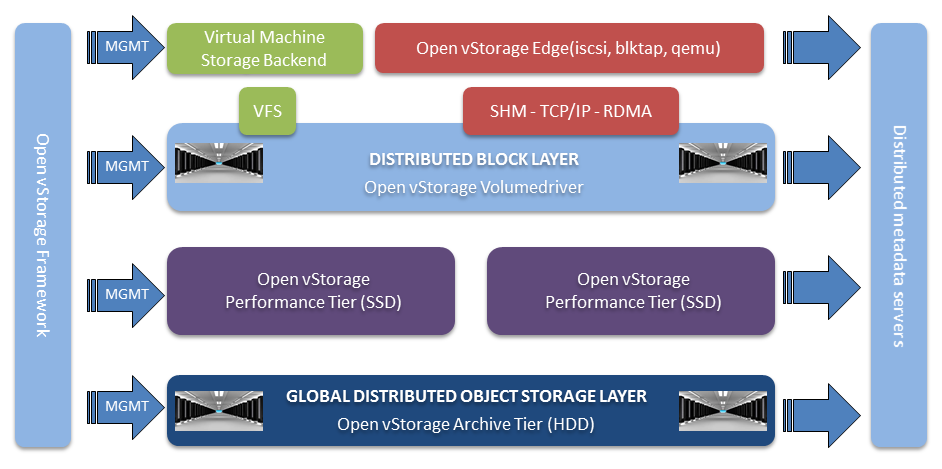 Open vStorage Framework
MGMT
Virtual Machine
Storage Backend
Open vStorage Edge(iscsi, blktap, qemu)
VFS
SHM - TCP/IP - RDMA
MGMT
DISTRIBUTED BLOCK LAYER
Open vStorage Volumedriver
MGMT
Open vStorage
Performance Tier (SSD)
Open vStorage
Performance Tier (SSD)
MGMT
GLOBAL DISTRIBUTED OBJECT STORAGE LAYER
Open vStorage Archive Tier (HDD)
Distributed metadata servers